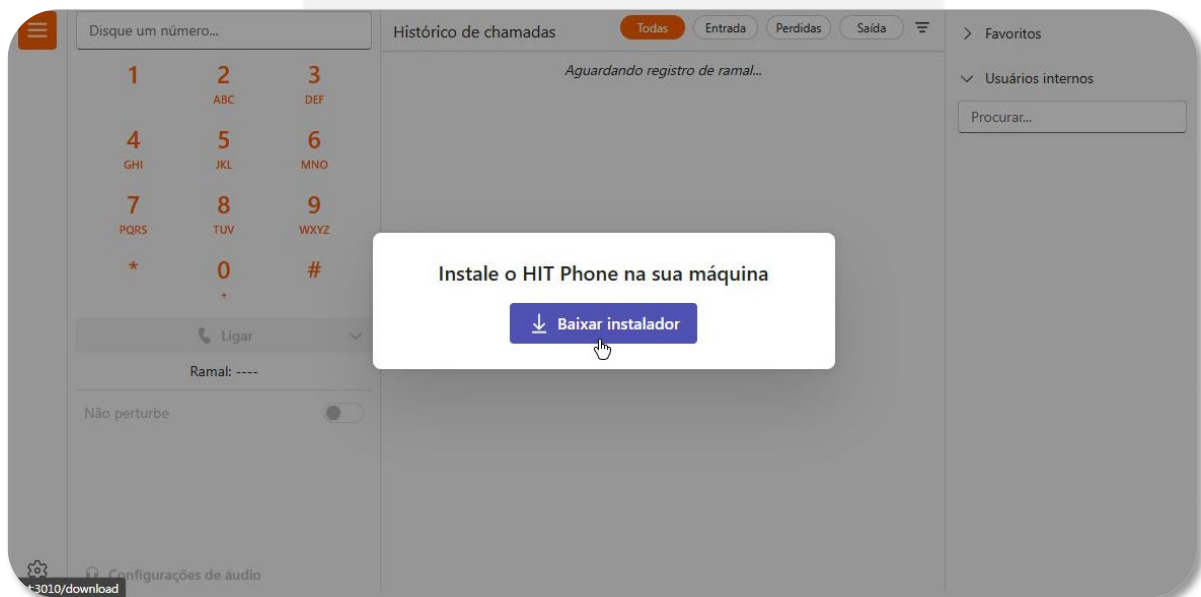 Disque um número...
1
2
ABC
3
DEF
4
GHI
5
JKL
6
MNO
7
PQRS
8
TUV
9
WXYZ
*
0
+
#
Ligar
Ramal: ----
Não perturbe
Configurações de áudio
Histórico de chamadas
Todas
Entrada
Perdidas
Saída
Aguardando registro de ramal...
Favoritos
Usuários internos
Procurar...
Instale o HIT Phone na sua máquina
Baixar instalador
3010/download